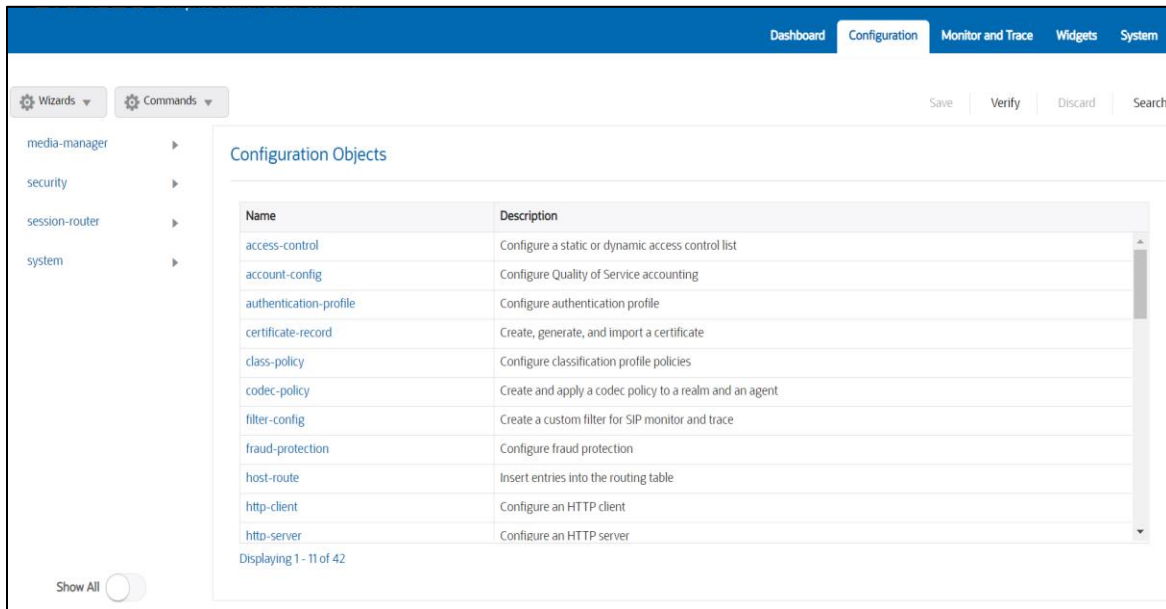 Dashboard Configuration Monitor and Trace Widgets System
Wizards Commands Save Verify Discard Search
media-manager
security
session-router
system
Configuration Objects
Name Description
access-control Configure a static or dynamic access control list
account-config Configure Quality of Service accounting
authentication-profile Configure authentication profile
certificate-record Create, generate, and import a certificate
class-policy Configure classification profile policies
codec-policy Create and apply a codec policy to a realm and an agent
filter-config Create a custom filter for SIP monitor and trace
fraud-protection Configure fraud protection
host-route Insert entries into the routing table
http-client Configure an HTTP client
http-server Configure an HTTP server
Displaying 1 - 11 of 42
Show All